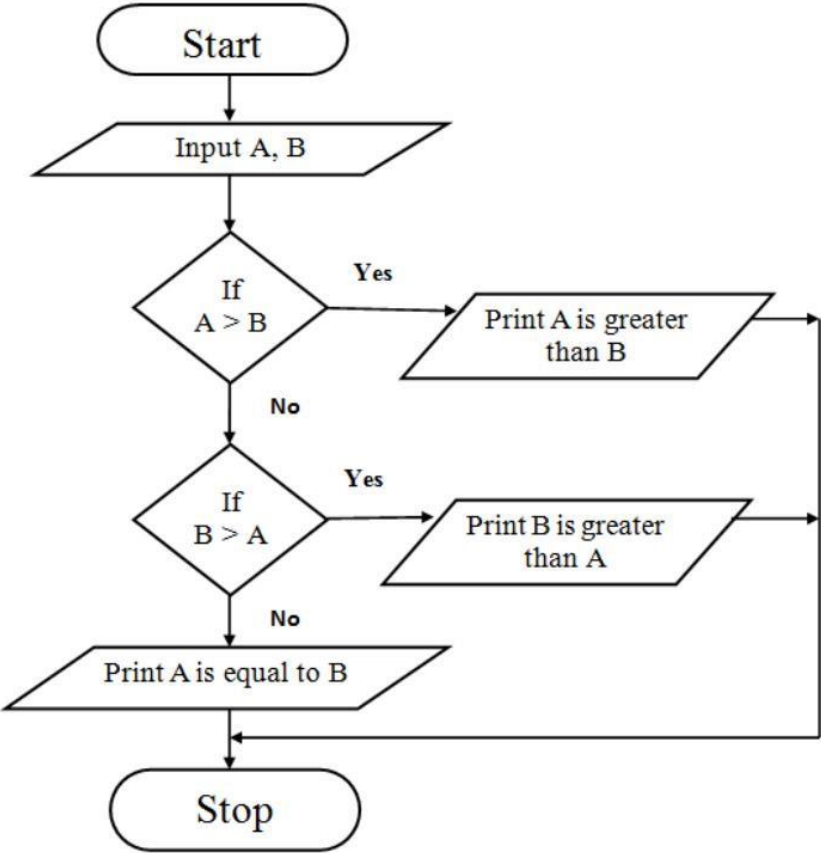 Start
Input A, B
If
A > B
Yes
Print A is greater
than B
No
If
B > A
Yes
Print B is greater
than A
No
Print A is equal to B
Stop